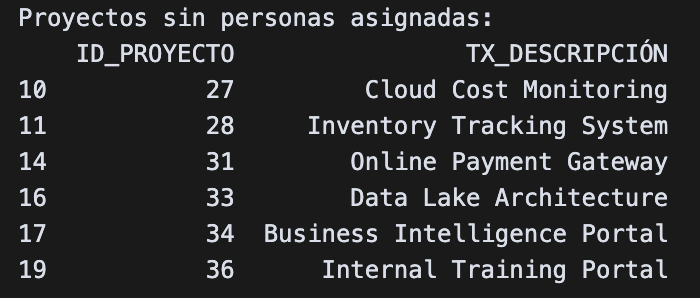 Proyectos sin personas asignadas:
ID_PROYECTO TX_DESCRIPCIÓN
10 27 Cloud Cost Monitoring
11 28 Inventory Tracking System
14 31 Online Payment Gateway
16 33 Data Lake Architecture
17 34 Business Intelligence Portal
19 36 Internal Training Portal